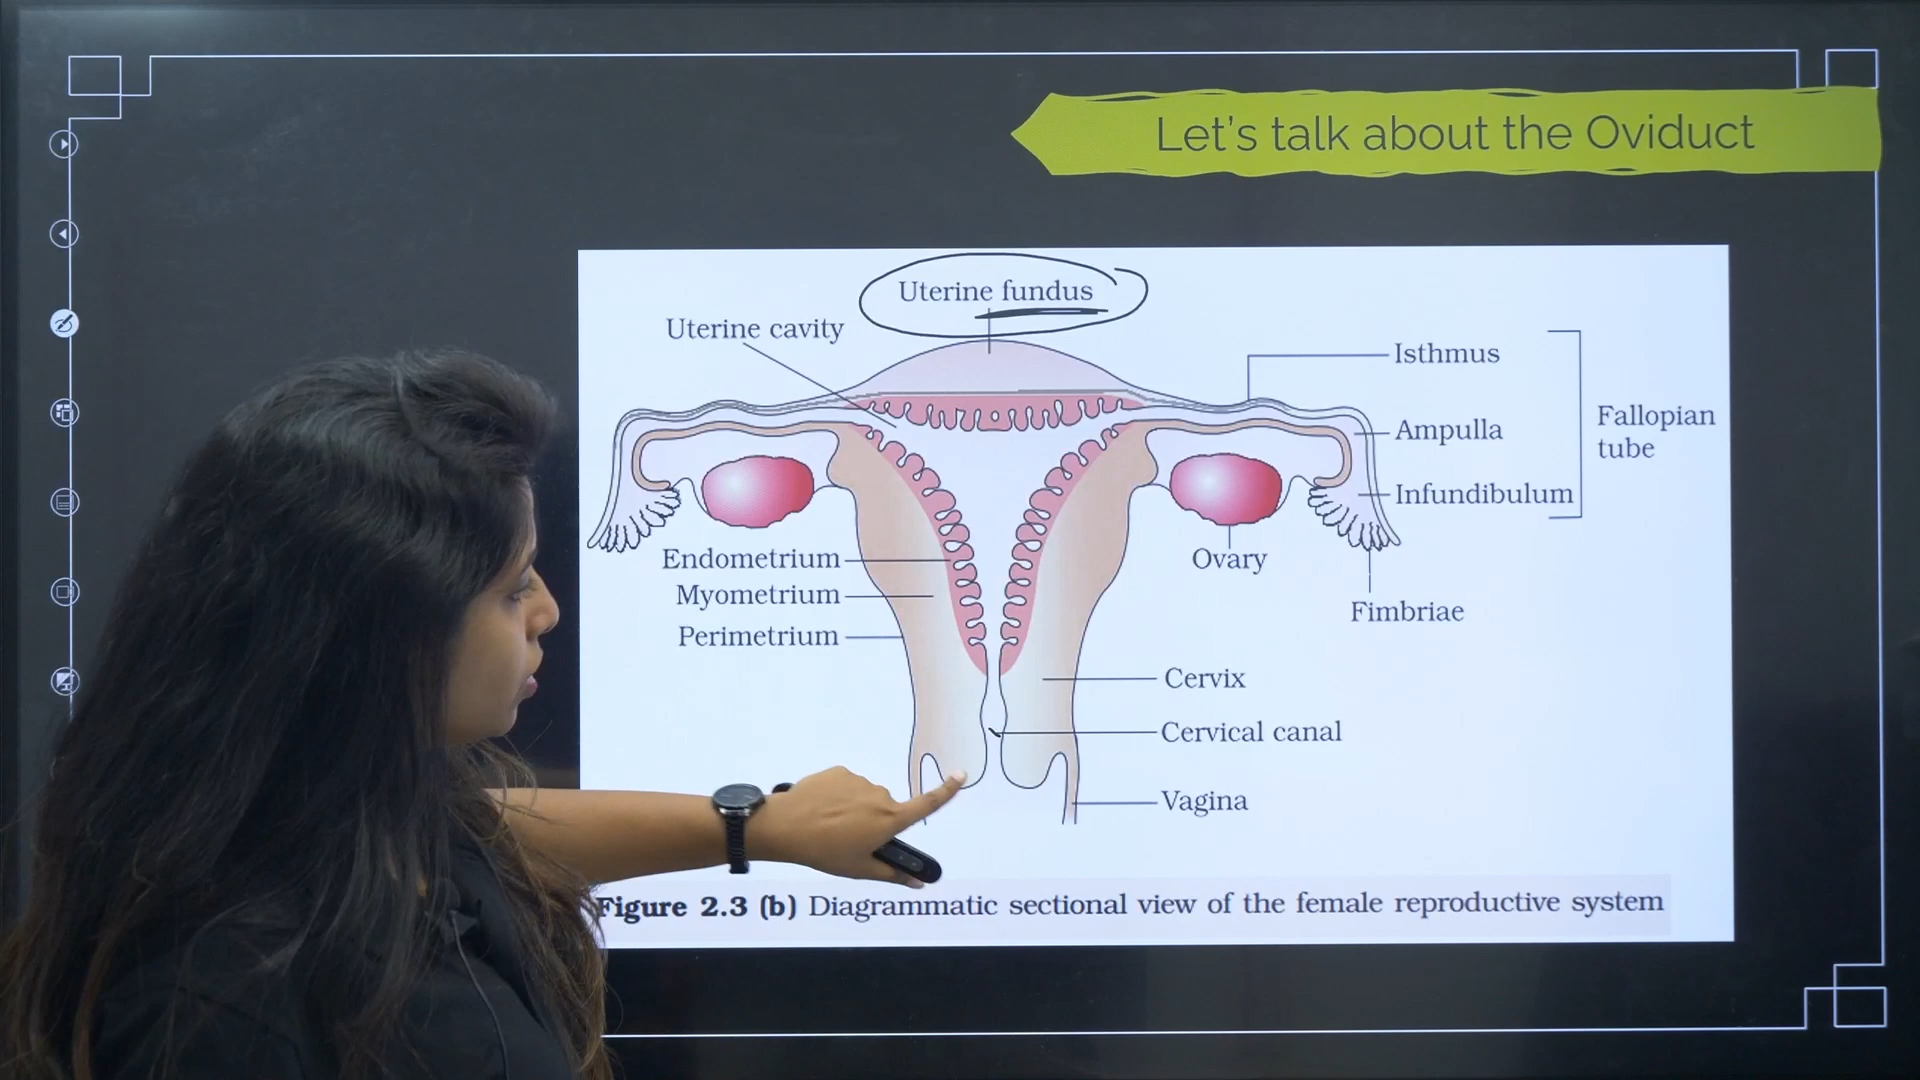 Let's talk about the Oviduct
Uterine fundus
Uterine cavity
Isthmus
Ampulla
Fallopian
tube
Infundibulum
Endometrium
Ovary
Myometrium
Fimbriae
Perimetrium
Cervix
Cervical canal
Vagina
Figure 2.3 (b) Diagrammatic sectional view of the female reproductive system